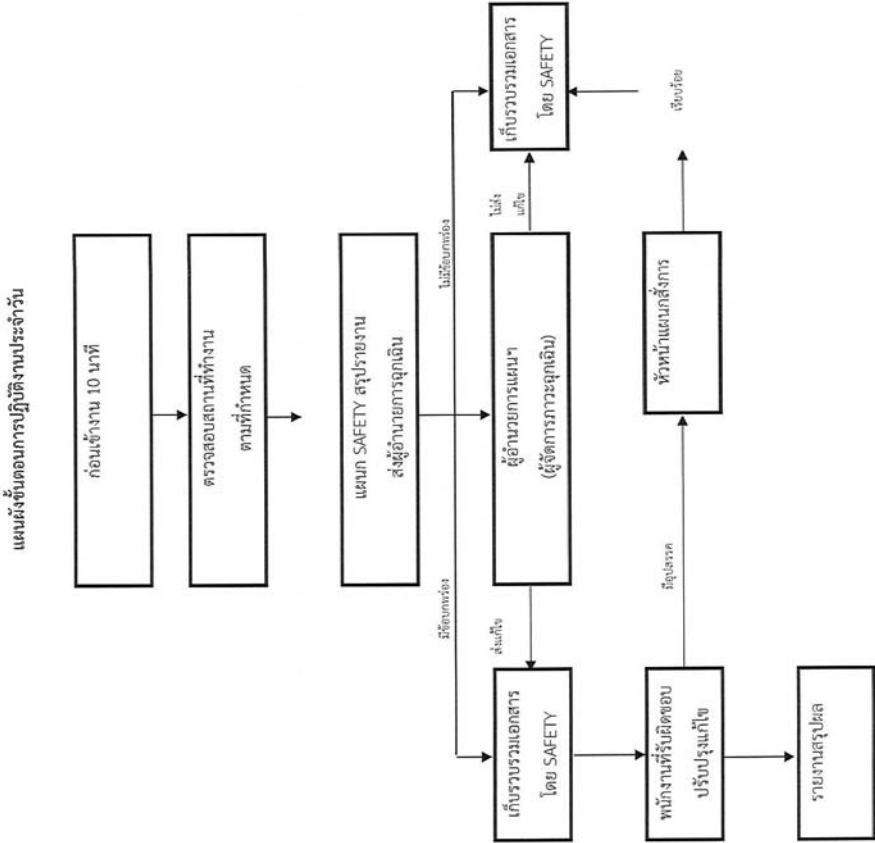 แผนผังขั้นตอนการปฏิบัติงานประจำวัน
ก่อนเข้างาน 10 นาที
ตรวจสอบสถานที่ทำงาน
ตามที่กำหนด
แผนก SAFETY สรุปรายงาน
ส่งผู้อำนายการฉุกเฉิน
มีข้อบกพร่อง
ไม่มีข้อบกพร่อง
เก็บรวบรวมเอกสาร
โดย SAFETY
ส่งแก้ไข
ผู้อำนวยการแผนฯ
(ผู้จัดการภาวะฉุกเฉิน)
ไม่ส่ง
แก้ไข
เก็บรวบรวมเอกสาร
โดย SAFETY
พนักงานที่รับผิดชอบ
ปรับปรุงแก้ไข
มีอุปสรรค
หัวหน้าแผนกสั่งการ
เรียบร้อย
รายงานสรุปผล